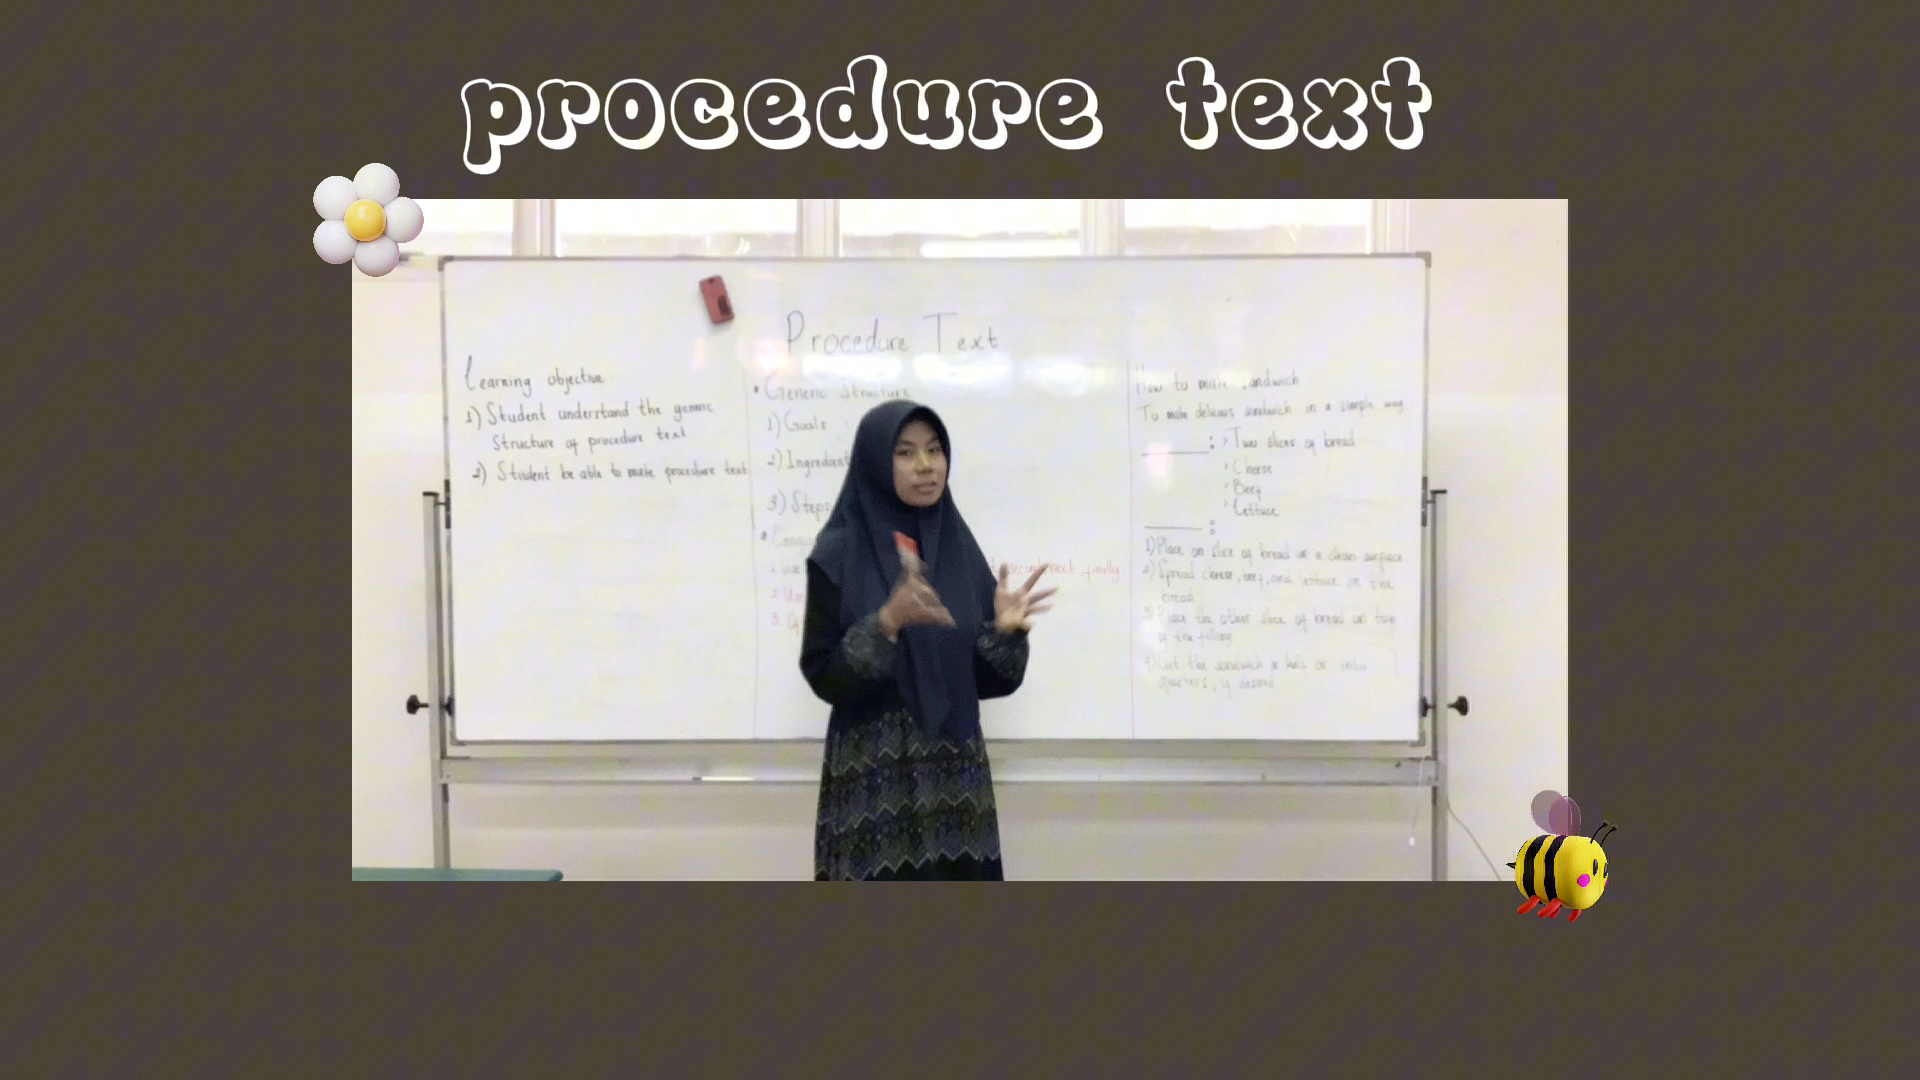 procedure text
Procedure Text
Learning objective
1) Student understand the generic
Structure of procedure text
2) Student be able to make procedure text
• Generic Structure
1) Goals
2) Ingredient
3) Steps
finally
How to make sandwich
To make delicious sandwich in a simple way
: > Two slices of bread
> Cheese
> Beef
> Lettuce
:
1) Place on slice of bread on a clean surface
2) Spread cheese, beef, and lettuce on the
bread
3) Place the other slice of bread on top
of the filling
4) Cut the sandwich half or into
quarters, if desired